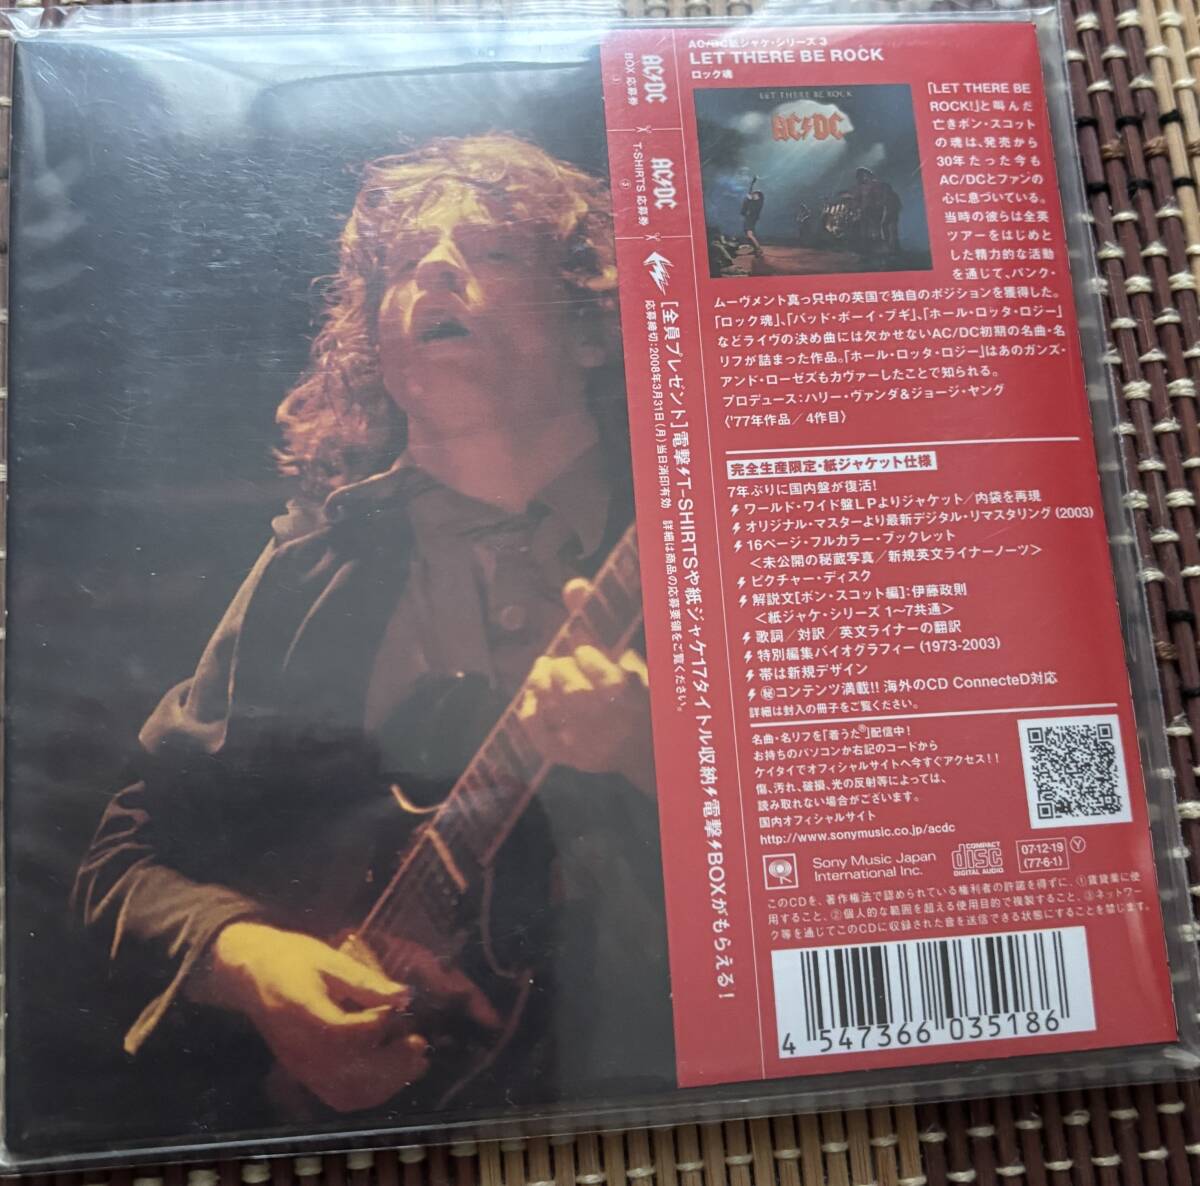 AC/DC紙ジャケ・シリーズ 3
LET THERE BE ROCK
ロック魂
LET THERE BE ROCK
AC/DC
「LET THERE BE
ROCK!」と叫んだ
亡きボン・スコット
の魂は、発売から
30年たった今も
AC/DCとファンの
心に息づいている。
当時の彼らは全英
ツアーをはじめと
した精力的な活動
を通じて、パンク・
ムーヴメント真っ只中の英国で独自のポジションを獲得した。
「ロック魂」、「バッド・ボーイ・ブギ」、「ホール・ロッタ・ロジー」
などライヴの決め曲には欠かせないAC/DC初期の名曲・名
リフが詰まった作品。「ホール・ロッタ・ロジー」はあのガンズ・
アンド・ローゼズもカヴァーしたことで知られる。
プロデュース：ハリー・ヴァンダ&ジョージ・ヤング
〈'77年作品／4作目〉
完全生産限定・紙ジャケット仕様
7年ぶりに国内盤が復活！
ワールド・ワイド盤LPよりジャケット／内袋を再現
オリジナル・マスターより最新デジタル・リマスタリング（2003）
16ページ・フルカラー・ブックレット
＜未公開の秘蔵写真／新規英文ライナーノーツ＞
ピクチャー・ディスク
解説文［ボン・スコット編］：伊藤政則
＜紙ジャケ・シリーズ 1〜7共通＞
歌詞／対訳／英文ライナーの翻訳
特別編集バイオグラフィー（1973-2003）
帯は新規デザイン
㊙コンテンツ満載!! 海外のCD ConnecteD対応
詳細は封入の冊子をご覧ください。
名曲・名リフを「着うた®」配信中！
お持ちのパソコンか右記のコードから
ケイタイでオフィシャルサイトへ今すぐアクセス！！
傷、汚れ、破損、光の反射等によっては、
読み取れない場合がございます。
国内オフィシャルサイト
http://www.sonymusic.co.jp/acdc
Sony Music Japan
International Inc.
COMPACT
disc
DIGITAL AUDIO
07・12・19
(77・6・1)
Y
このCDを、著作権法で認められている権利者の許諾を得ずに、①賃貸業に使
用すること、②個人的な範囲を超える使用目的で複製すること、③ネットワー
ク等を通じてこのCDに収録された音を送信できる状態にすることを禁じます。
4 547366 035186
AC/DC
BOX 応募券
AC/DC
T-SHIRTS 応募券
③
［全員プレゼント］電撃T-SHIRTSや紙ジャケ17タイトル収納電撃BOXがもらえる！
応募締切：2008年3月31日（月）当日消印有効 詳細は商品の応募要領をご覧ください。